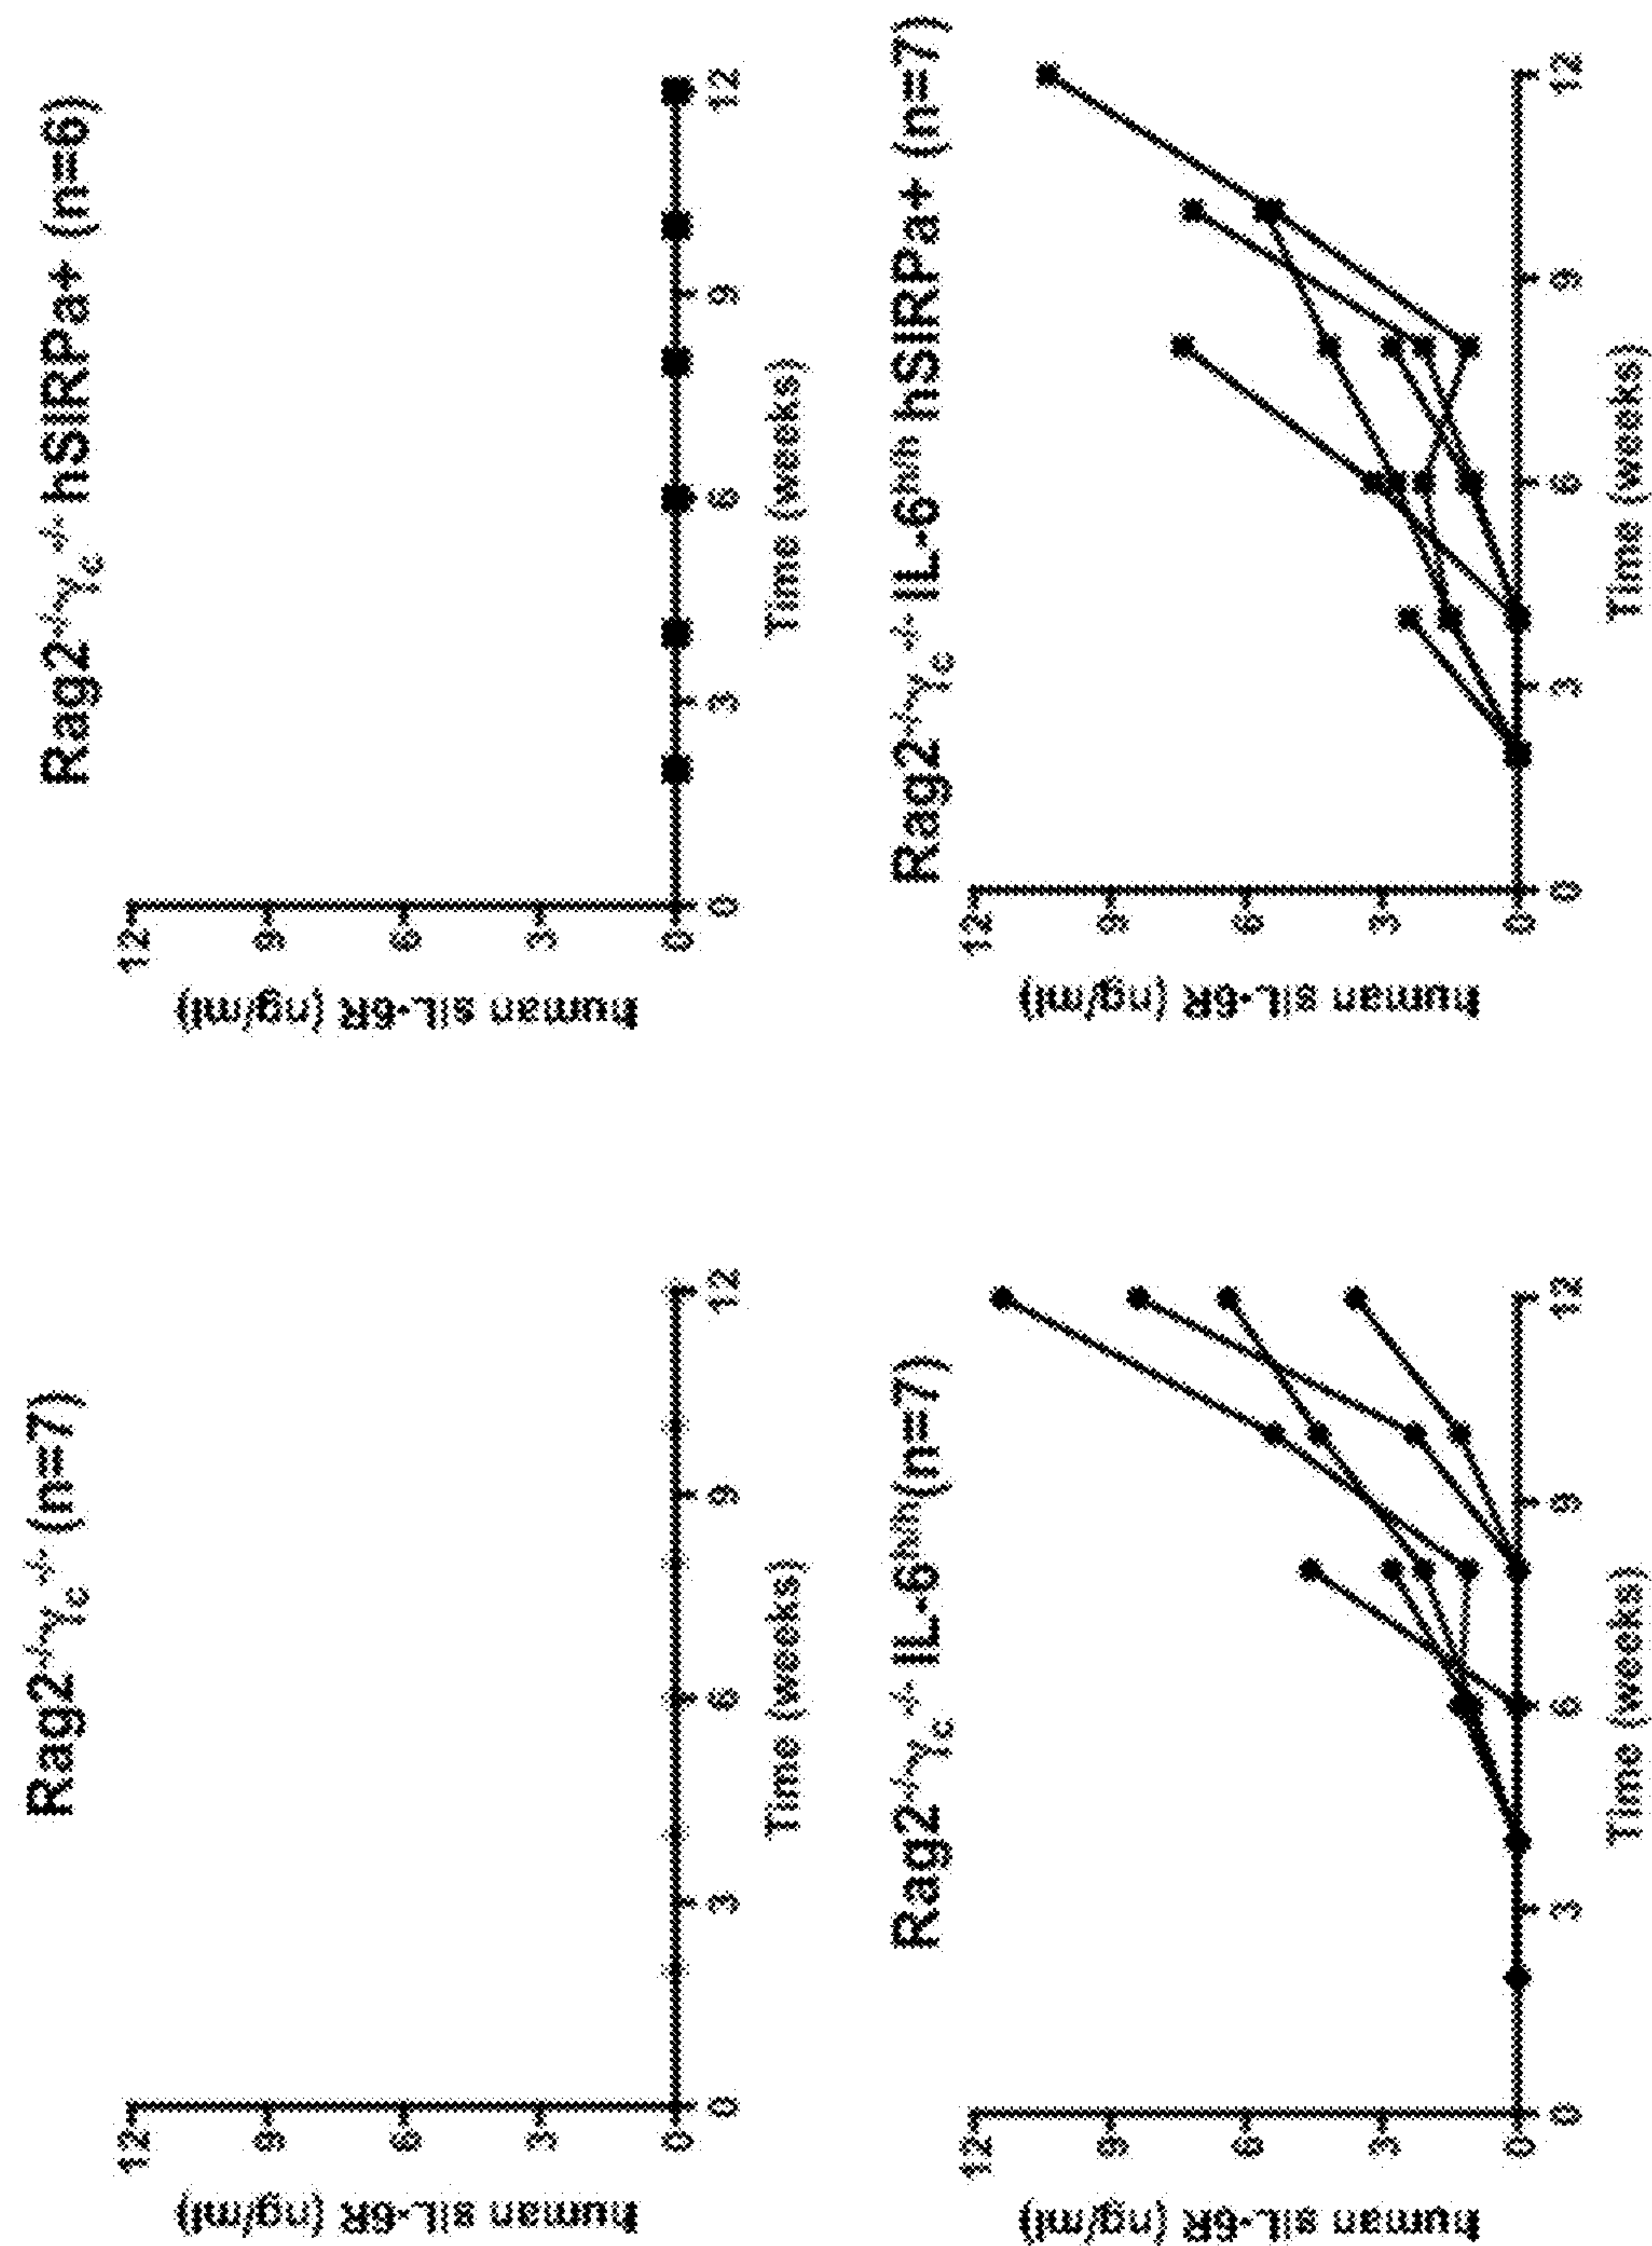 Rag2-/-γc-/- (n=7)
human sIL-6R (ng/ml)
12
9
6
3
0
0 3 6 9 12
Time (weeks)
Rag2-/-γc-/- hSIRPa+ (n=6)
human sIL-6R (ng/ml)
12
9
6
3
0
0 3 6 9 12
Time (weeks)
Rag2-/-γc-/- IL-6h/h(n=7)
human sIL-6R (ng/ml)
12
9
6
3
0
0 3 6 9 12
Time (weeks)
Rag2-/-γc-/- IL-6h/h hSIRPa+ (n=7)
human sIL-6R (ng/ml)
12
9
6
3
0
0 3 6 9 12
Time (weeks)